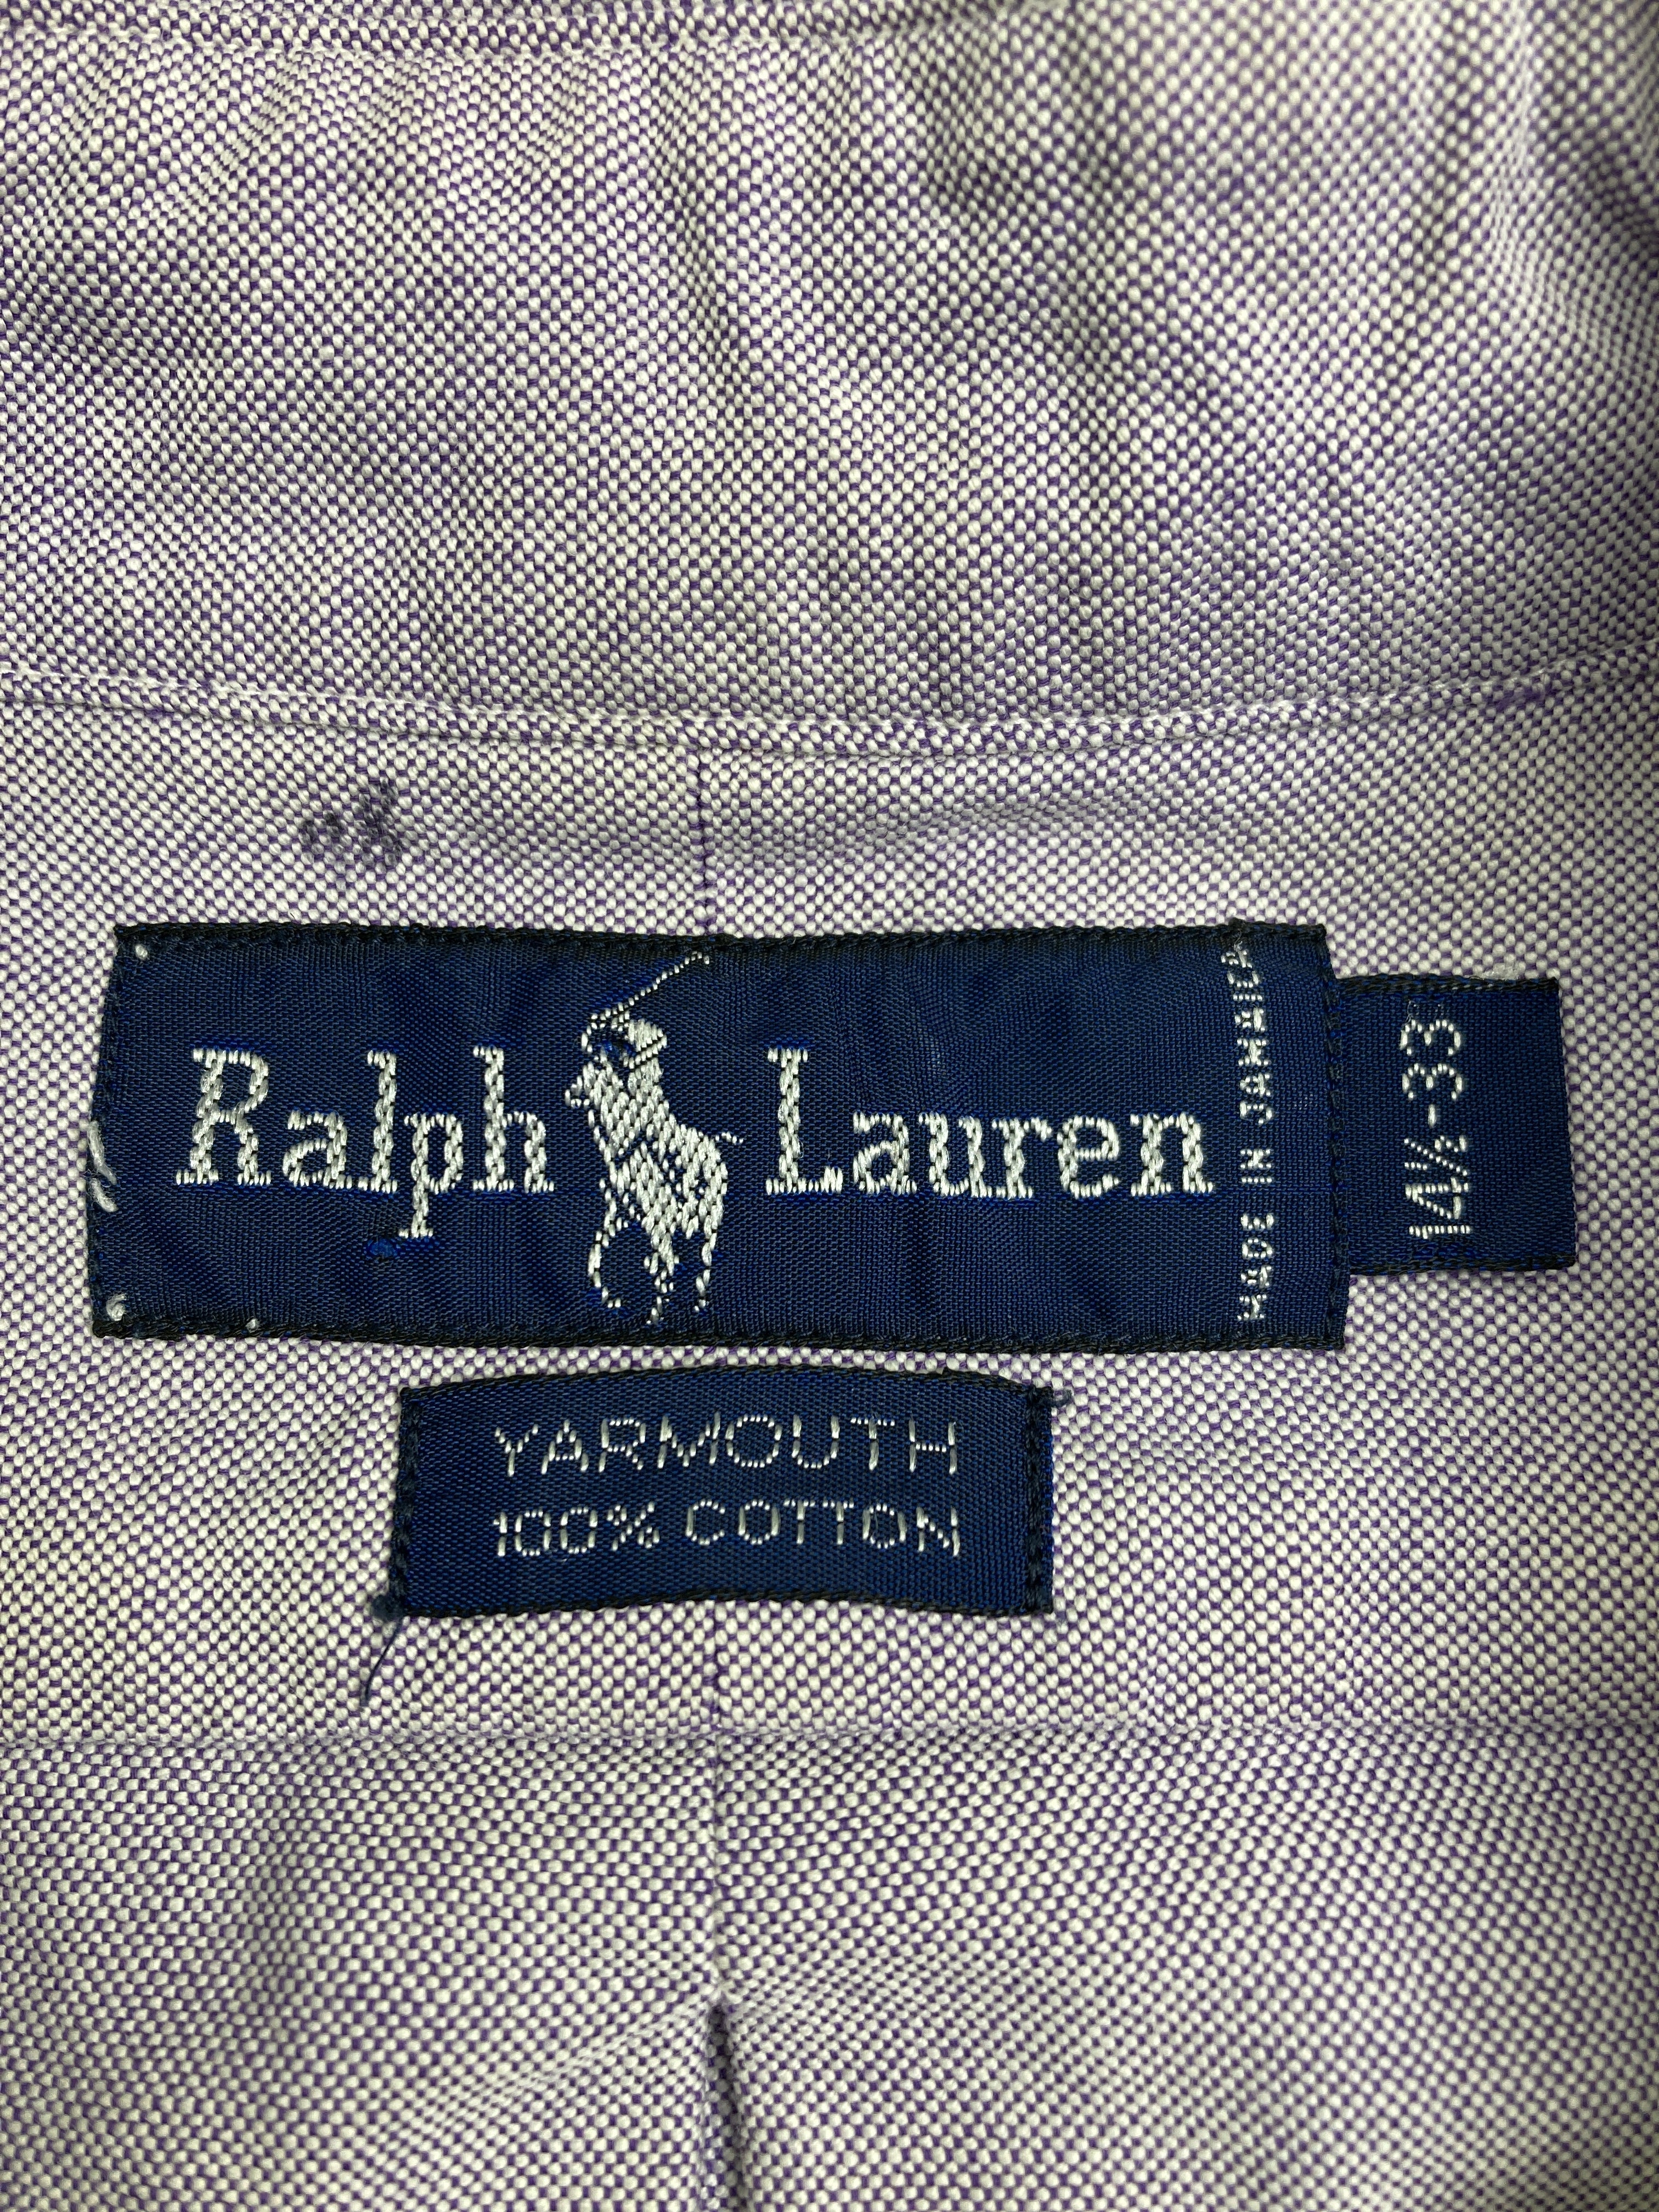 Ralph Lauren
MADE IN JAMAICA
14½-33
YARMOUTH
100% COTTON